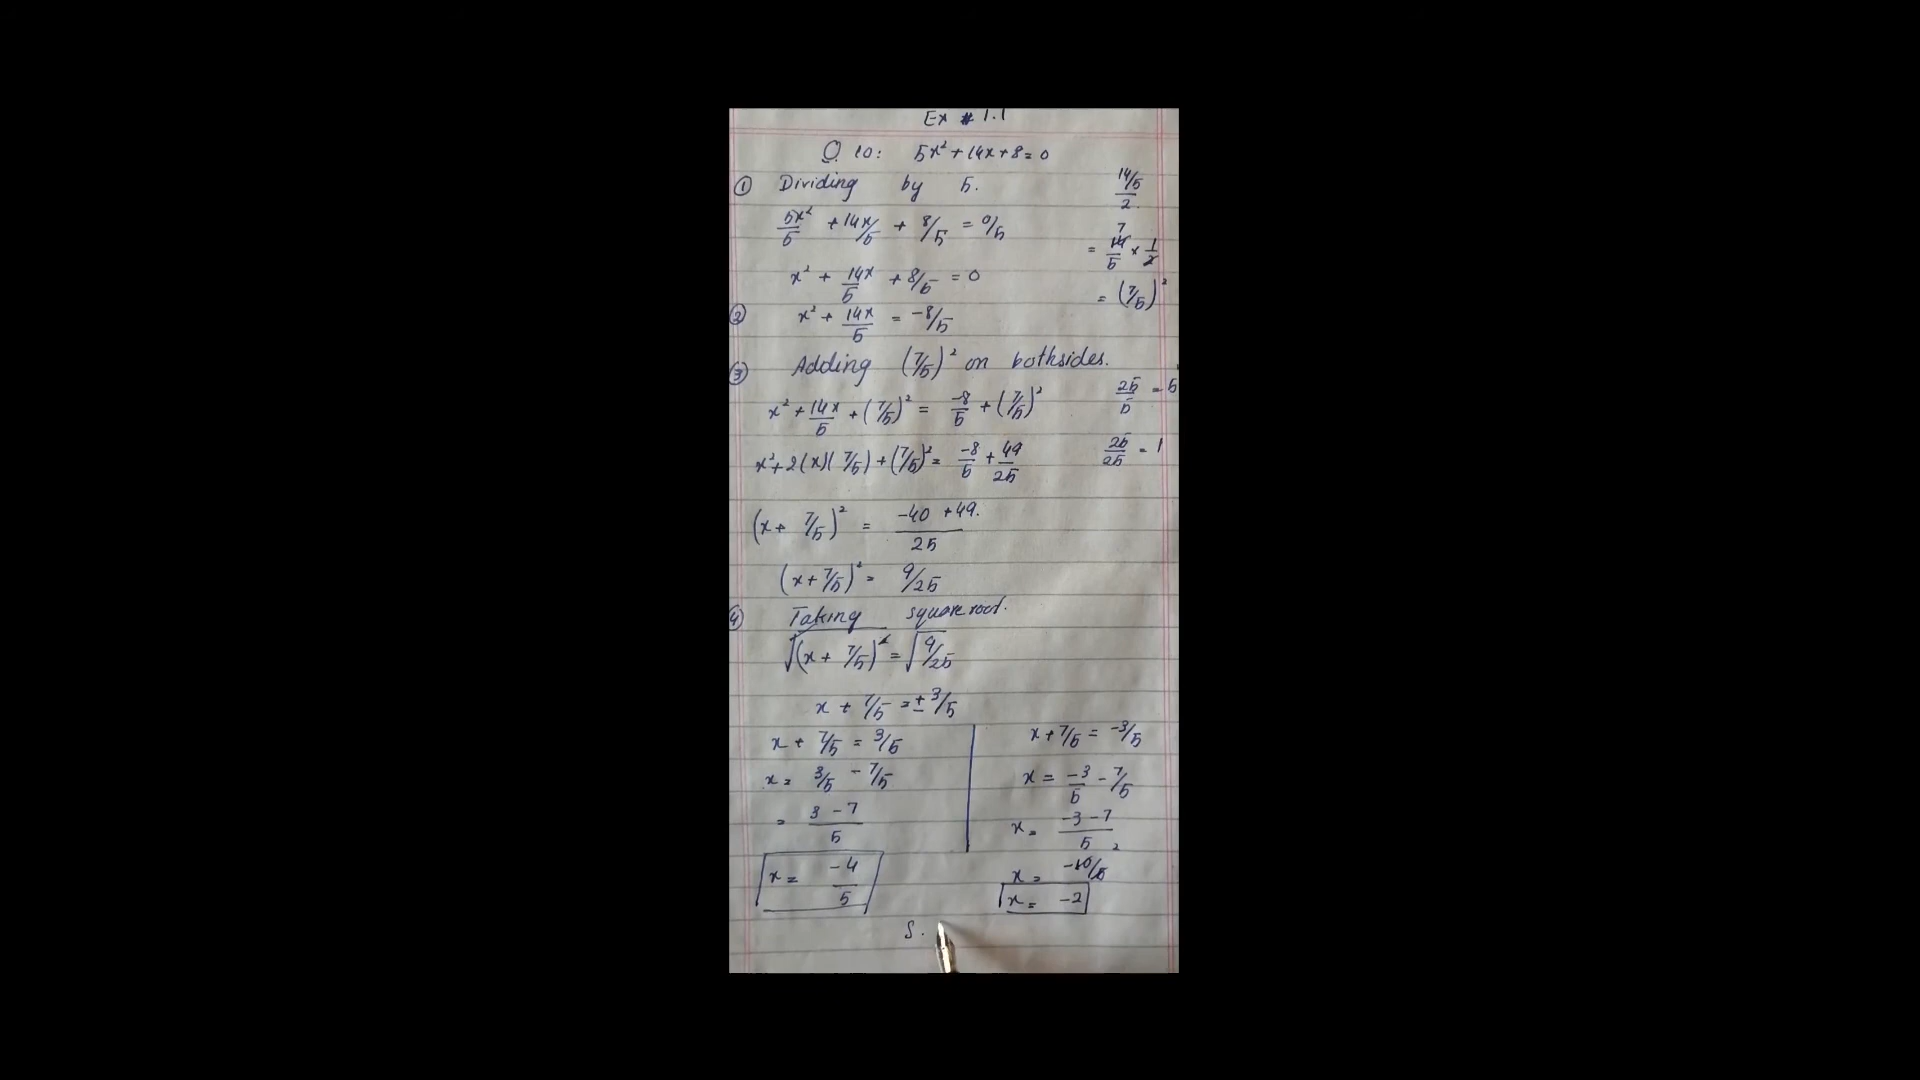 Ex # 1.1
Q 10: 5x² + 14x + 8 = 0
① Dividing by 5.
14/5 / 2
5x²/5 + 14x/5 + 8/5 = 0/5
= 14/5 × 1/2
7
x² + 14x/5 + 8/5 = 0
= (7/5)²
② x² + 14x/5 = -8/5
③ Adding (7/5)² on bothsides.
x² + 14x/5 + (7/5)² = -8/5 + (7/5)²
25/5 = 5
x² + 2(x)(7/5) + (7/5)² = -8/5 + 49/25
25/25 = 1
(x + 7/5)² = -40 + 49. / 25
(x + 7/5)² = 9/25
④ Taking square root.
√(x + 7/5)² = √9/25
x + 7/5 = ± 3/5
x + 7/5 = 3/5
x = 3/5 - 7/5
= 3 - 7 / 5
x = -4/5
x + 7/5 = -3/5
x = -3/5 - 7/5
x = -3 - 7 / 5
2
x = -10/5
x = -2
S.